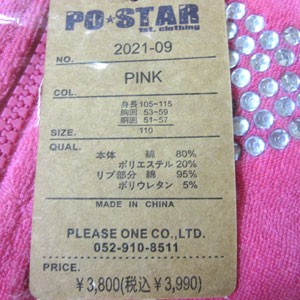 PO★STAR
int. clothing
2021-09
NO.
PINK
COL.
身長 105~115
胸囲 53~59
胴囲 51~57
SIZE. 110
QUAL.
本体 綿 80%
ポリエステル 20%
リブ部分 綿 95%
ポリウレタン 5%
MADE IN CHINA
PLEASE ONE CO.,LTD.
052-910-8511
PRICE.
¥3,800(税込¥3,990)